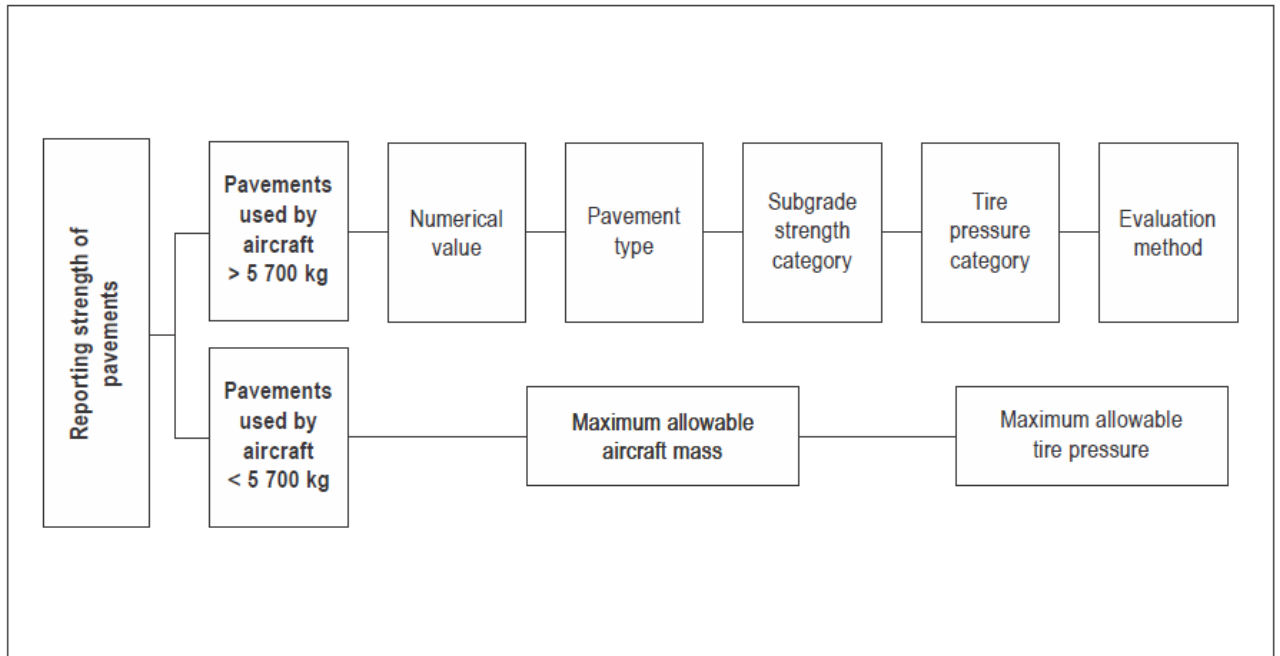 Reporting strength of
pavements
Pavements
used by
aircraft
> 5 700 kg
Numerical
value
Pavement
type
Subgrade
strength
category
Tire
pressure
category
Evaluation
method
Pavements
used by
aircraft
< 5 700 kg
Maximum allowable
aircraft mass
Maximum allowable
tire pressure